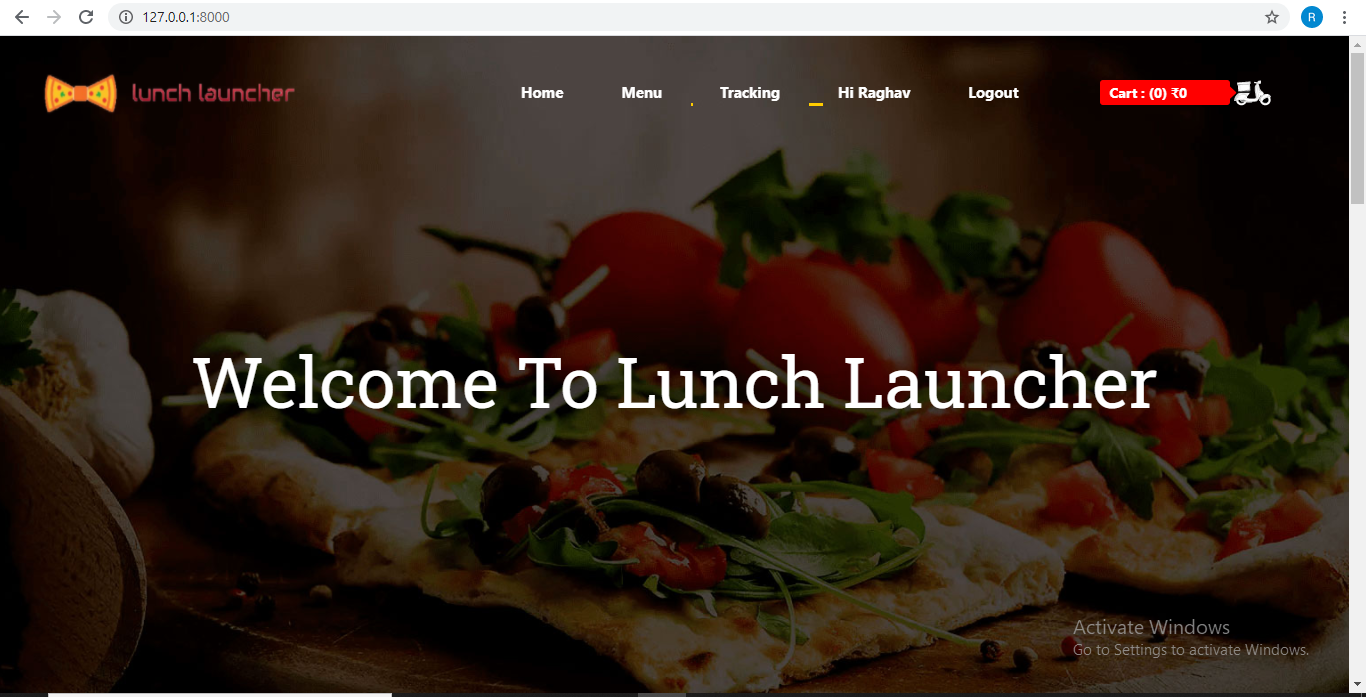 127.0.0.1:8000
R
lunch launcher
Home Menu Tracking Hi Raghav Logout Cart : (0) ₹0
Welcome To Lunch Launcher
Activate Windows
Go to Settings to activate Windows.